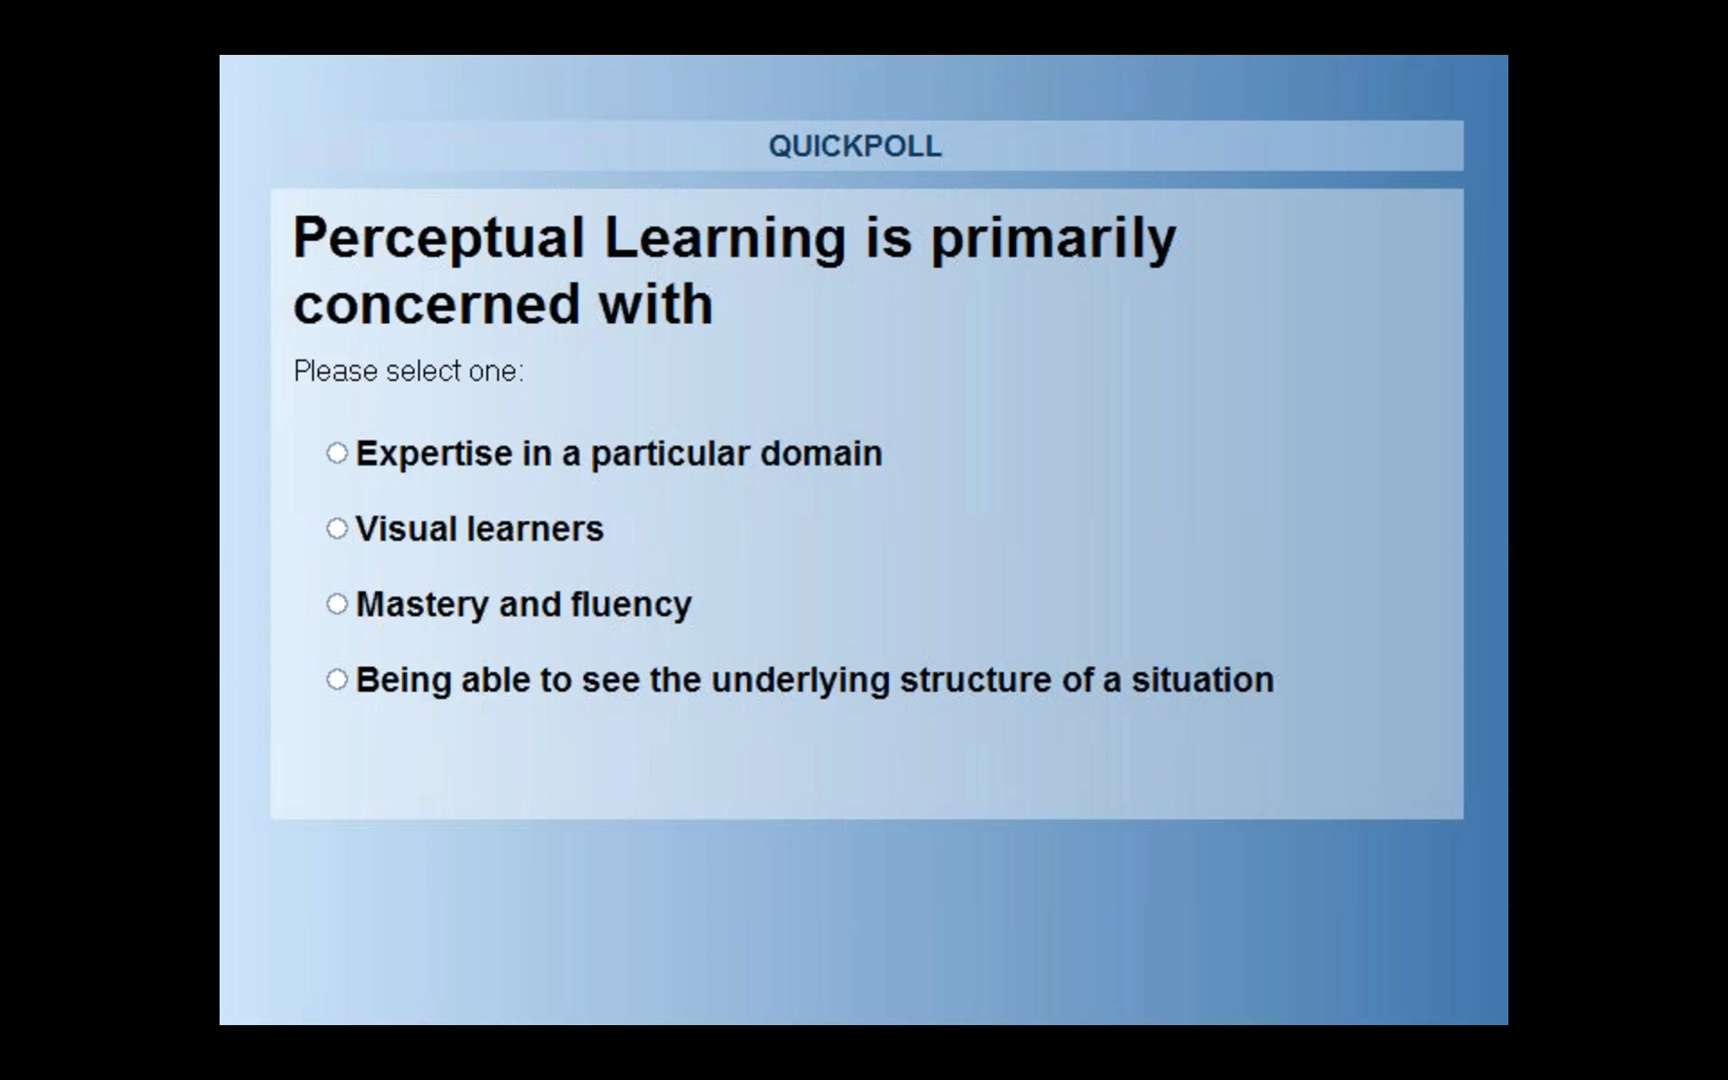 QUICKPOLL
Perceptual Learning is primarily
concerned with
Please select one:
Expertise in a particular domain
Visual learners
Mastery and fluency
Being able to see the underlying structure of a situation